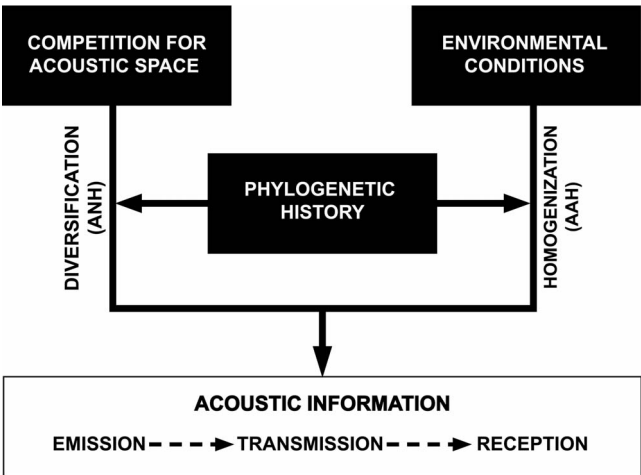 COMPETITION FOR
ACOUSTIC SPACE
ENVIRONMENTAL
CONDITIONS
DIVERSIFICATION
(ANH)
PHYLOGENETIC
HISTORY
HOMOGENIZATION
(AAH)
ACOUSTIC INFORMATION
EMISSION TRANSMISSION RECEPTION